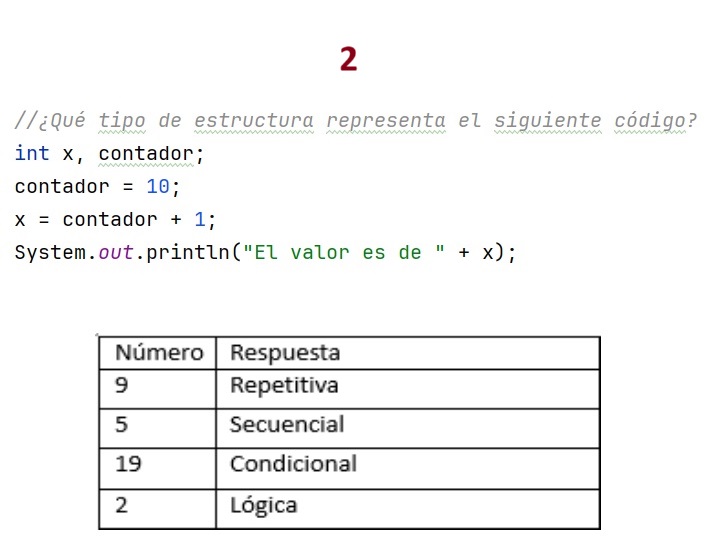 2
//¿Qué tipo de estructura representa el siguiente código?
int x, contador;
contador = 10;
x = contador + 1;
System.out.println("El valor es de " + x);
Número Respuesta
9 Repetitiva
5 Secuencial
19 Condicional
2 Lógica